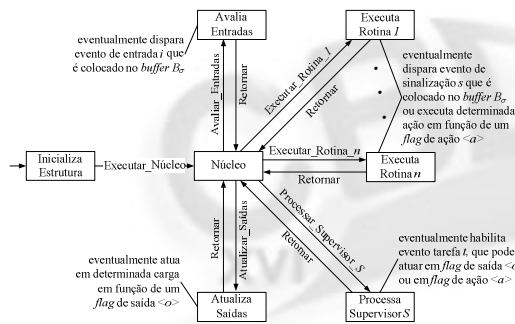 Avalia
Entradas
Executa
Rotina 1
eventualmente dispara
evento de entrada i que
é colocado no buffer Bσ
Avaliar_Entradas
Retornar
Executar_Rotina_1
Retornar
eventualmente
dispara evento de
sinalização s que é
colocado no buffer Bσ
ou executa determinada
ação em função de um
flag de ação <a>
Inicializa
Estrutura
Executar_Núcleo
Núcleo
Executar_Rotina_n
Retornar
Executa
Rotina n
Retornar
Atualizar_Saídas
Processar_Supervisor_S
Retornar
eventualmente atua
em determinada carga
em função de um
flag de saída <o>
Atualiza
Saídas
Processa
Supervisor S
eventualmente habilita
evento tarefa t, que pode
atuar em flag de saída <o
ou em flag de ação <a>
XVI